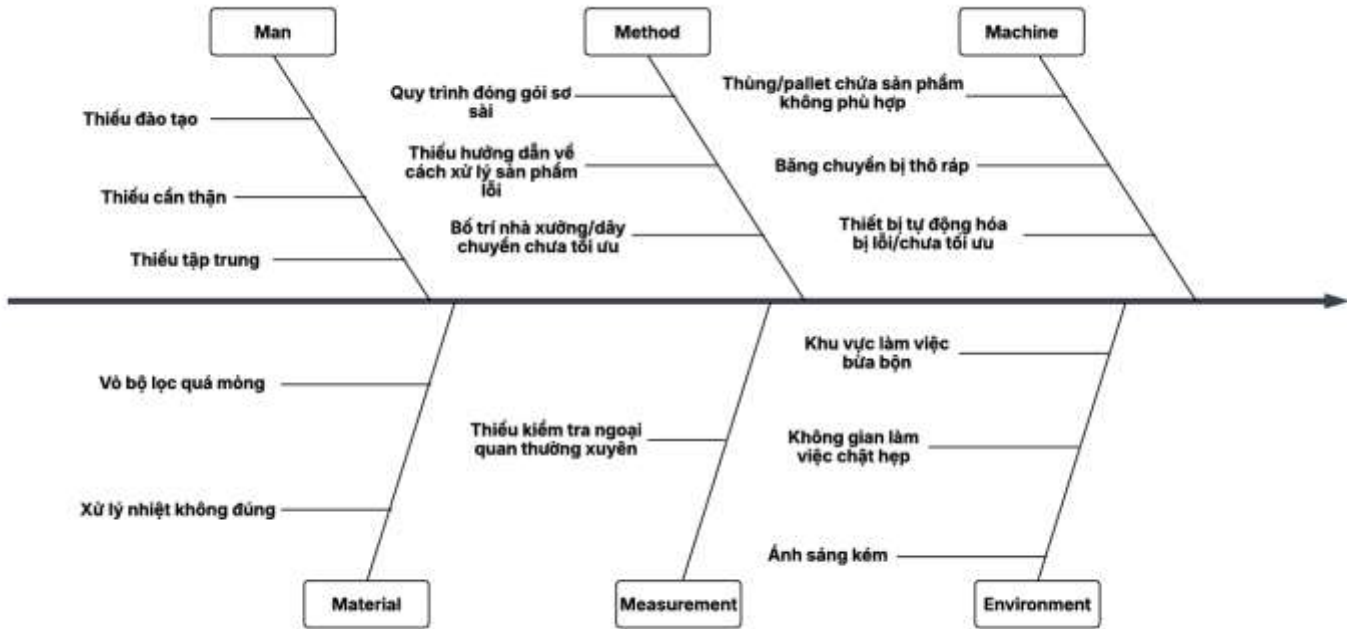 Man
Method
Machine
Thiếu đào tạo
Thiếu cẩn thận
Thiếu tập trung
Quy trình đóng gói sơ
sài
Thiếu hướng dẫn về
cách xử lý sản phẩm
lỗi
Bố trí nhà xưởng/dây
chuyền chưa tối ưu
Thùng/pallet chứa sản phẩm
không phù hợp
Băng chuyền bị thô ráp
Thiết bị tự động hóa
bị lỗi/chưa tối ưu
Vỏ bộ lọc quá mỏng
Xử lý nhiệt không đúng
Thiếu kiểm tra ngoại
quan thường xuyên
Khu vực làm việc
bừa bộn
Không gian làm
việc chật hẹp
Ánh sáng kém
Material
Measurement
Environment